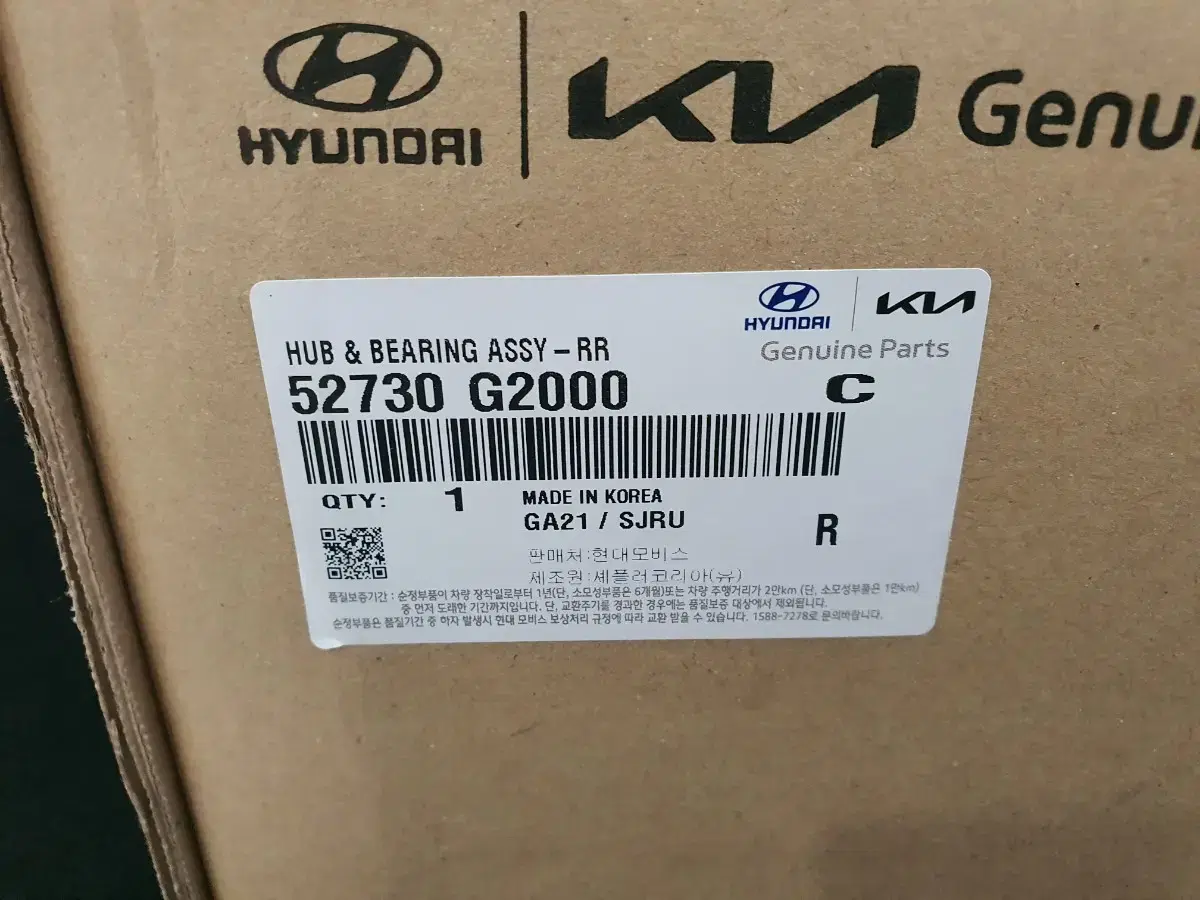 HYUNDAI KIA Genui
HYUNDAI KIA
Genuine Parts
HUB & BEARING ASSY – RR
52730 G2000 C
QTY: 1 MADE IN KOREA
GA21 / SJRU
R
판매처:현대모비스
제조원:셰플러코리아(유)
품질보증기간 : 순정부품이 차량 장착일로부터 1년(단, 소모성부품은 6개월)또는 차량 주행거리가 2만km (단, 소모성부품은 1만km)
중 먼저 도래한 기간까지입니다. 단, 교환주기를 경과한 경우에는 품질보증 대상에서 제외됩니다.
순정부품은 품질기간 중 하자 발생시 현대 모비스 보상처리 규정에 따라 교환 받을 수 있습니다. 1588-7278로 문의바랍니다.